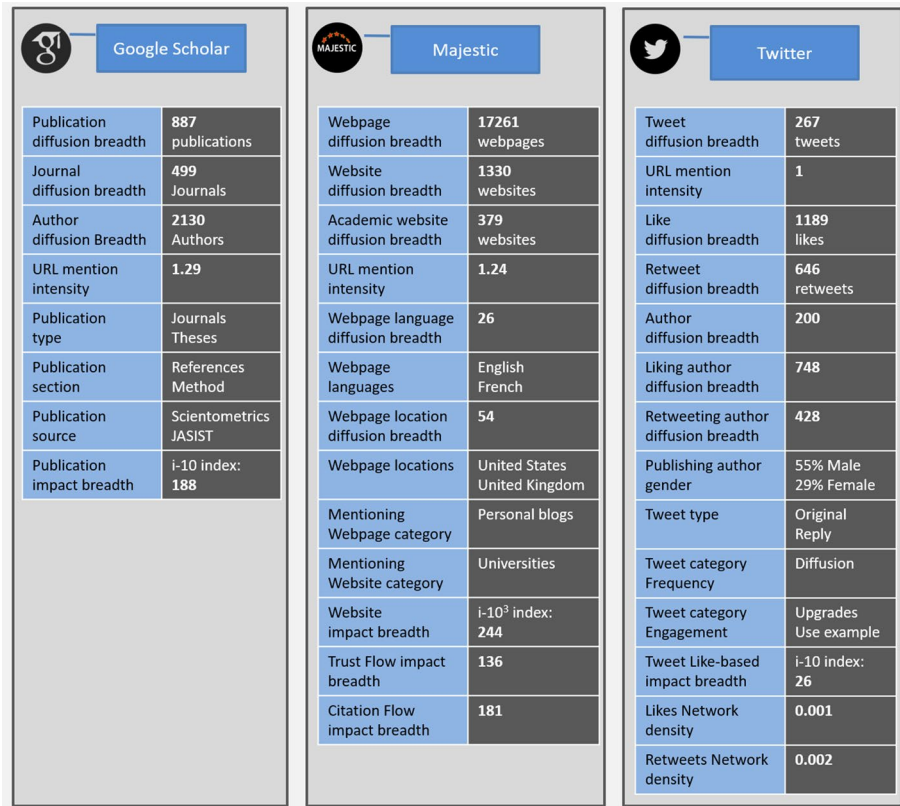 Google Scholar
Publication
diffusion breadth
887
publications
Journal
diffusion breadth
499
Journals
Author
diffusion Breadth
2130
Authors
URL mention
intensity
1.29
Publication
type
Journals
Theses
Publication
section
References
Method
Publication
source
Scientometrics
JASIST
Publication
impact breadth
i-10 index:
188
MAJESTIC
Majestic
Webpage
diffusion breadth
17261
webpages
Website
diffusion breadth
1330
websites
Academic website
diffusion breadth
379
websites
URL mention
intensity
1.24
Webpage language
diffusion breadth
26
Webpage
languages
English
French
Webpage location
diffusion breadth
54
Webpage locations
United States
United Kingdom
Mentioning
Webpage category
Personal blogs
Mentioning
Website category
Universities
Website
impact breadth
i-10³ index:
244
Trust Flow impact
breadth
136
Citation Flow
impact breadth
181
Twitter
Tweet
diffusion breadth
267
tweets
URL mention
intensity
1
Like
diffusion breadth
1189
likes
Retweet
diffusion breadth
646
retweets
Author
diffusion breadth
200
Liking author
diffusion breadth
748
Retweeting author
diffusion breadth
428
Publishing author
gender
55% Male
29% Female
Tweet type
Original
Reply
Tweet category
Frequency
Diffusion
Tweet category
Engagement
Upgrades
Use example
Tweet Like-based
impact breadth
i-10 index:
26
Likes Network
density
0.001
Retweets Network
density
0.002